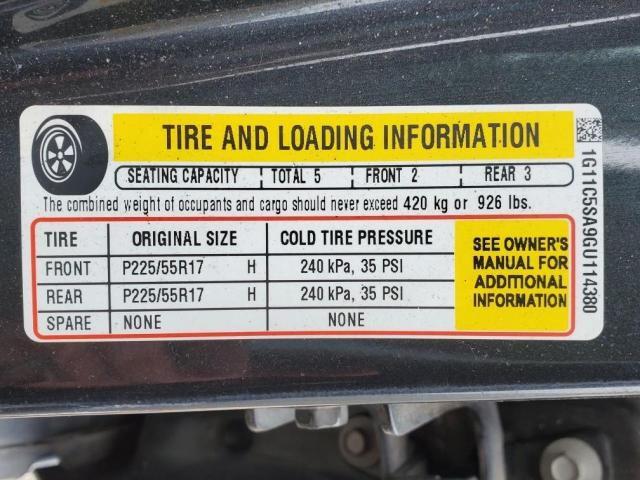 TIRE AND LOADING INFORMATION
SEATING CAPACITY TOTAL 5 FRONT 2 REAR 3
The combined weight of occupants and cargo should never exceed 420 kg or 926 lbs.
TIRE ORIGINAL SIZE COLD TIRE PRESSURE
FRONT P225/55R17 H 240 kPa, 35 PSI
REAR P225/55R17 H 240 kPa, 35 PSI
SPARE NONE NONE
SEE OWNER'S
MANUAL FOR
ADDITIONAL
INFORMATION
1G11C5SA9GU114380